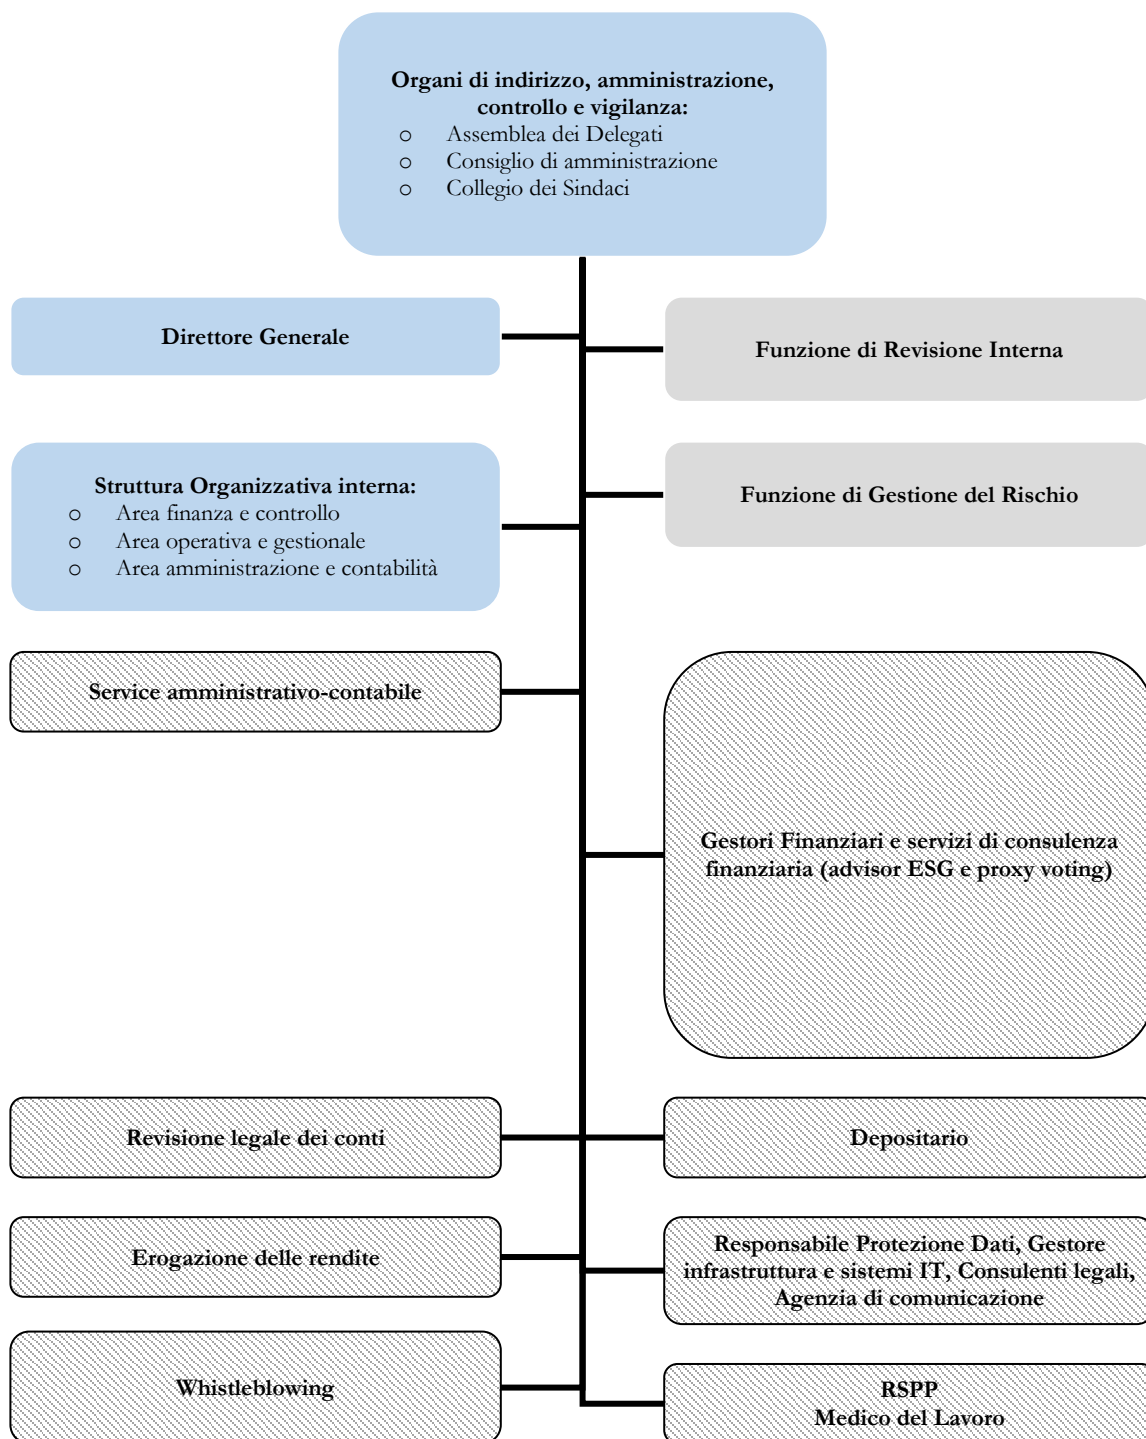 Organi di indirizzo, amministrazione,
controllo e vigilanza:
o Assemblea dei Delegati
o Consiglio di amministrazione
o Collegio dei Sindaci
Direttore Generale
Funzione di Revisione Interna
Struttura Organizzativa interna:
o Area finanza e controllo
o Area operativa e gestionale
o Area amministrazione e contabilità
Funzione di Gestione del Rischio
Service amministrativo-contabile
Gestori Finanziari e servizi di consulenza
finanziaria (advisor ESG e proxy voting)
Revisione legale dei conti
Depositario
Erogazione delle rendite
Responsabile Protezione Dati, Gestore
infrastruttura e sistemi IT, Consulenti legali,
Agenzia di comunicazione
Whistleblowing
RSPP
Medico del Lavoro